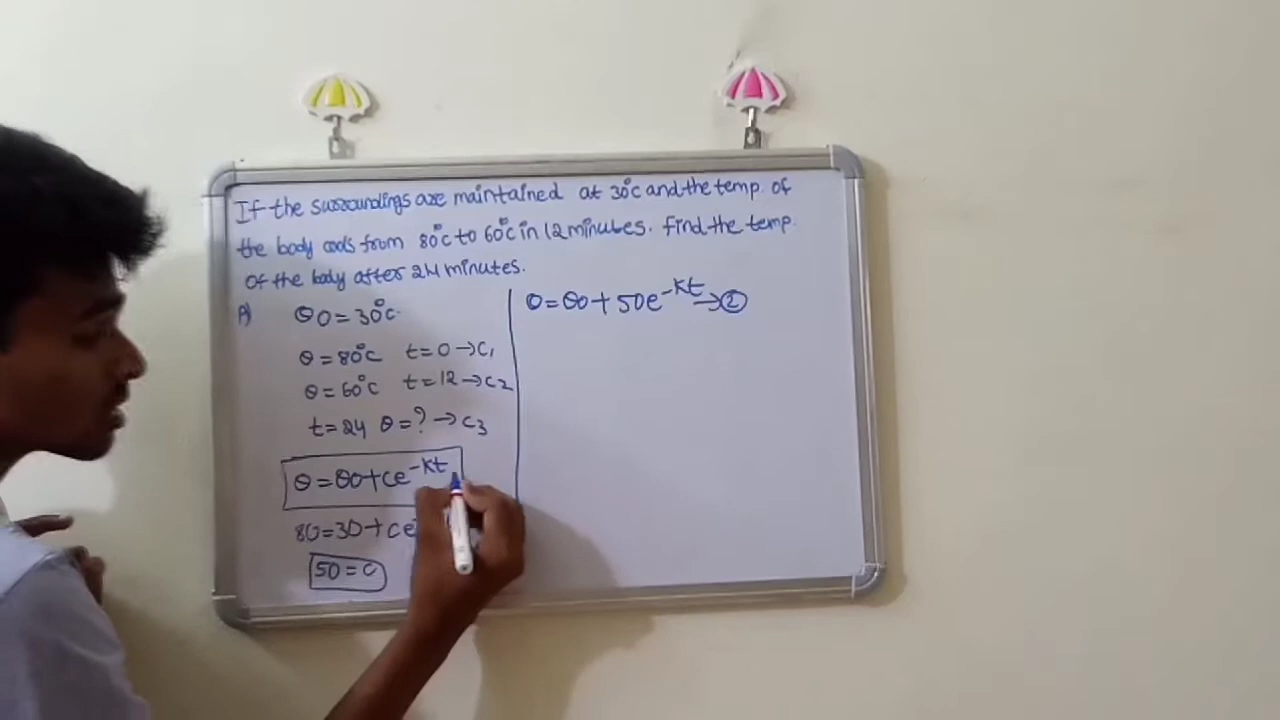 If the surroundings are maintained at 30°C and the temp. of
the body cools from 80°C to 60°C in 12 minutes. find the temp.
Of the body after 24 minutes.
A) θ0 = 30°C.
θ = 80°C t = 0 → C1
θ = 60°C t = 12 → C2
t = 24 θ = ? → C3
θ = θ0 + ce^-kt
80 = 30 + ce
50 = c
θ = θ0 + 50e^-kt → ②